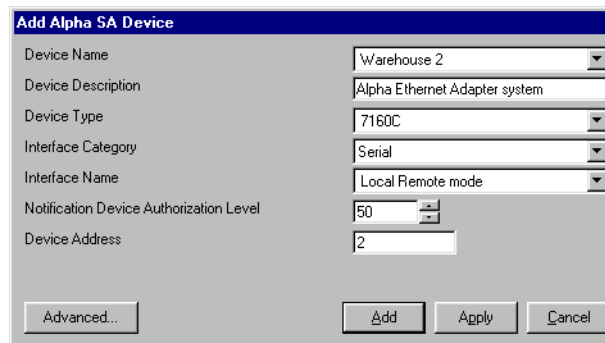 Add Alpha SA Device
Device Name Warehouse 2
Device Description Alpha Ethernet Adapter system
Device Type 7160C
Interface Category Serial
Interface Name Local Remote mode
Notification Device Authorization Level 50
Device Address 2
Advanced... Add Apply Cancel